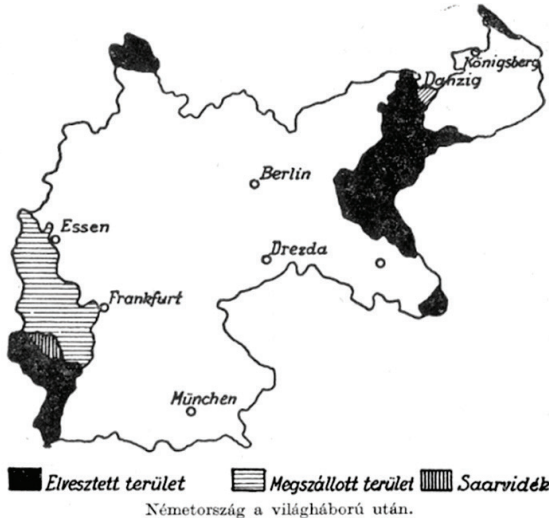 Königsberg
Danzig
Berlin
Essen
Drezda
Frankfurt
München
Elvesztett terület Megszállott terület Saarvidék
Németország a világháború után.